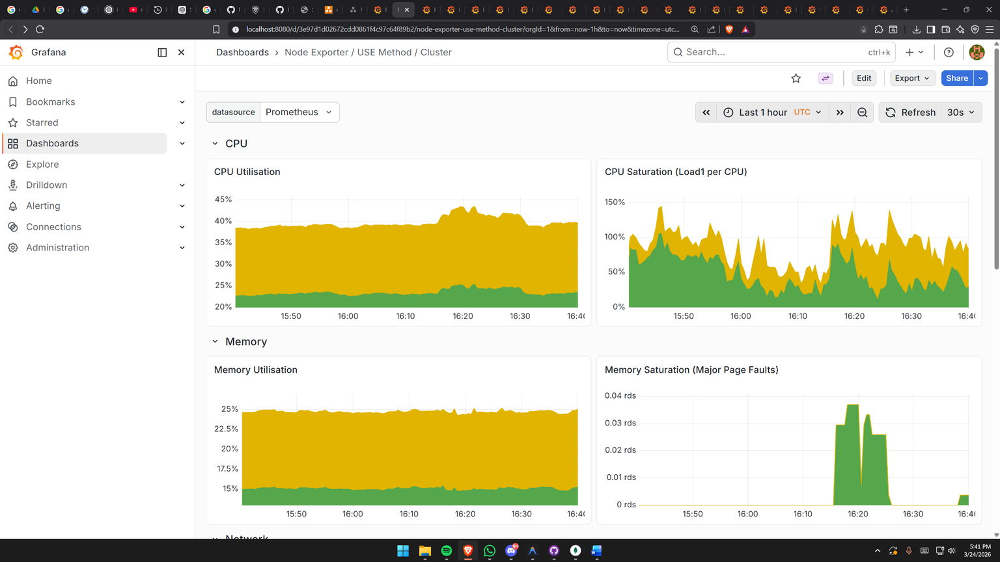 localhost:8080/d/3e97d1d02672cdd0861f4c97c64f89b2/node-exporter-use-method-cluster?orgId=1&from=now-1h&to=now&timezone=utc...
Grafana
Dashboards › Node Exporter / USE Method / Cluster
Search...
ctrl+k
Edit
Export
Share
Home
Bookmarks
Starred
Dashboards
Explore
Drilldown
Alerting
Connections
Administration
datasource
Prometheus
Last 1 hour UTC
Refresh
30s
CPU
CPU Utilisation
45%
40%
35%
30%
25%
20%
15:50 16:00 16:10 16:20 16:30 16:4
CPU Saturation (Load1 per CPU)
150%
100%
50%
0%
15:50 16:00 16:10 16:20 16:30 16:4
Memory
Memory Utilisation
25%
22.5%
20%
17.5%
15%
15:50 16:00 16:10 16:20 16:30 16:4
Memory Saturation (Major Page Faults)
0.04 rds
0.03 rds
0.02 rds
0.01 rds
0 rds
15:50 16:00 16:10 16:20 16:30 16:4
Network
5:41 PM
3/24/2026